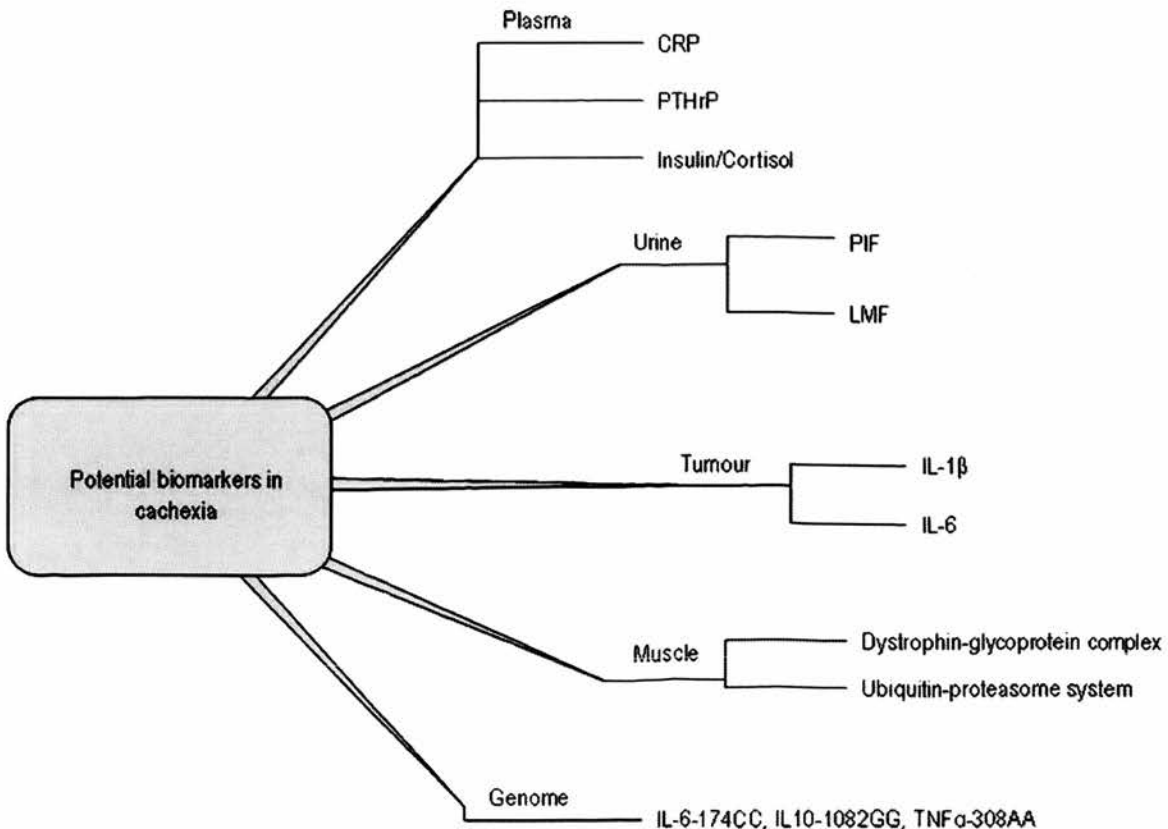 Plasma
CRP
PTHrP
Insulin/Cortisol
Urine
PIF
LMF
Potential biomarkers in
cachexia
Tumour
IL-1β
IL-6
Muscle
Dystrophin-glycoprotein complex
Ubiquitin-proteasome system
Genome
IL-6-174CC, IL10-1082GG, TNFα-308AA